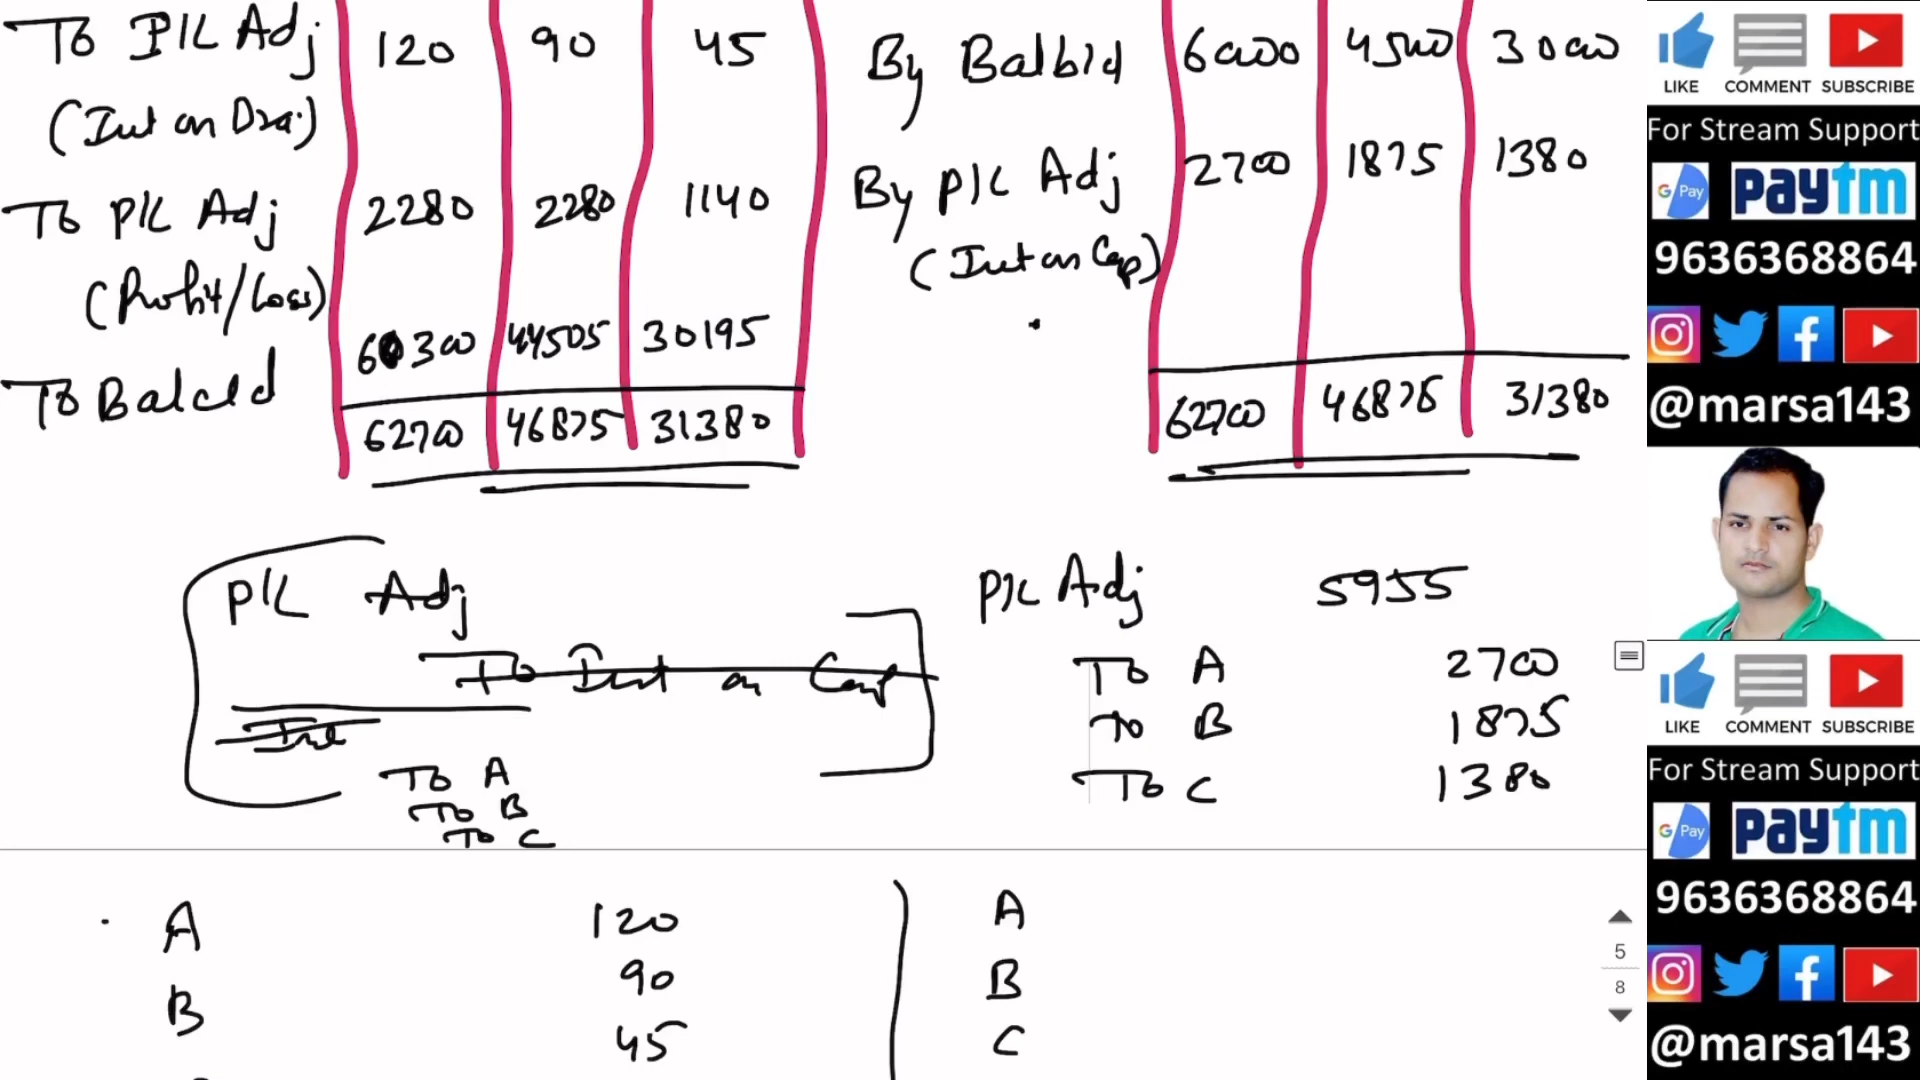 To P/L Adj 120 90 45
(Int on Dra.)
To P/L Adj 2280 2280 1140
(Profit/Loss)
To Bal c/d 60300 44505 30195
62700 46875 31380
By Bal b/d 60000 45000 30000
By P/L Adj 2700 1875 1380
(Int on Cap)
62700 46875 31380
P/L Adj
To Int on Cap
Int
To A
To B
To C
P/L Adj 5955
To A 2700
To B 1875
To C 1380
A 120
B 90
45
A
B
C
5
8
LIKE COMMENT SUBSCRIBE
For Stream Support
G Pay paytm
9636368864
@marsa143
LIKE COMMENT SUBSCRIBE
For Stream Support
G Pay paytm
9636368864
@marsa143